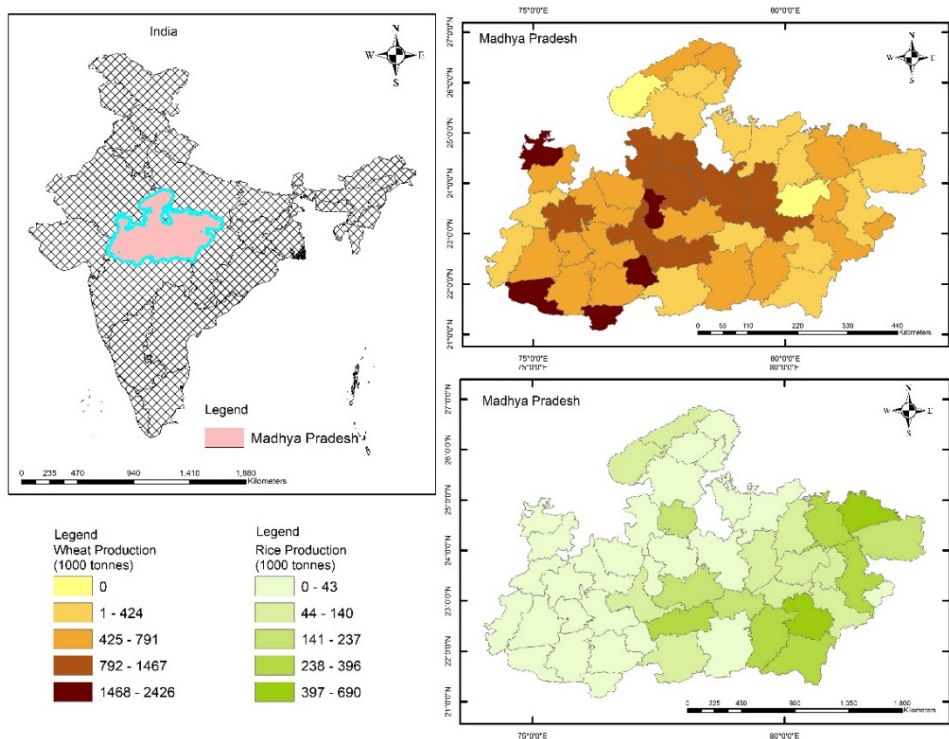 India
N
W E
S
Legend
Madhya Pradesh
0 235 470 940 1,410 1,880
Kilometers
Legend
Wheat Production
(1000 tonnes)
0
1 - 424
425 - 791
792 - 1467
1468 - 2426
Legend
Rice Production
(1000 tonnes)
0 - 43
44 - 140
141 - 237
238 - 396
397 - 690
75°0'0"E 80°0'0"E
Madhya Pradesh
N
W E
S
27°0'0"N
26°0'0"N
25°0'0"N
24°0'0"N
23°0'0"N
22°0'0"N
21°0'0"N
0 55 110 220 330 440
Kilometers
75°0'0"E 80°0'0"E
75°0'0"E 80°0'0"E
Madhya Pradesh
N
W E
S
27°0'0"N
26°0'0"N
25°0'0"N
24°0'0"N
23°0'0"N
22°0'0"N
21°0'0"N
0 450 900 1,350 1,800
Kilometers
75°0'0"E 80°0'0"E